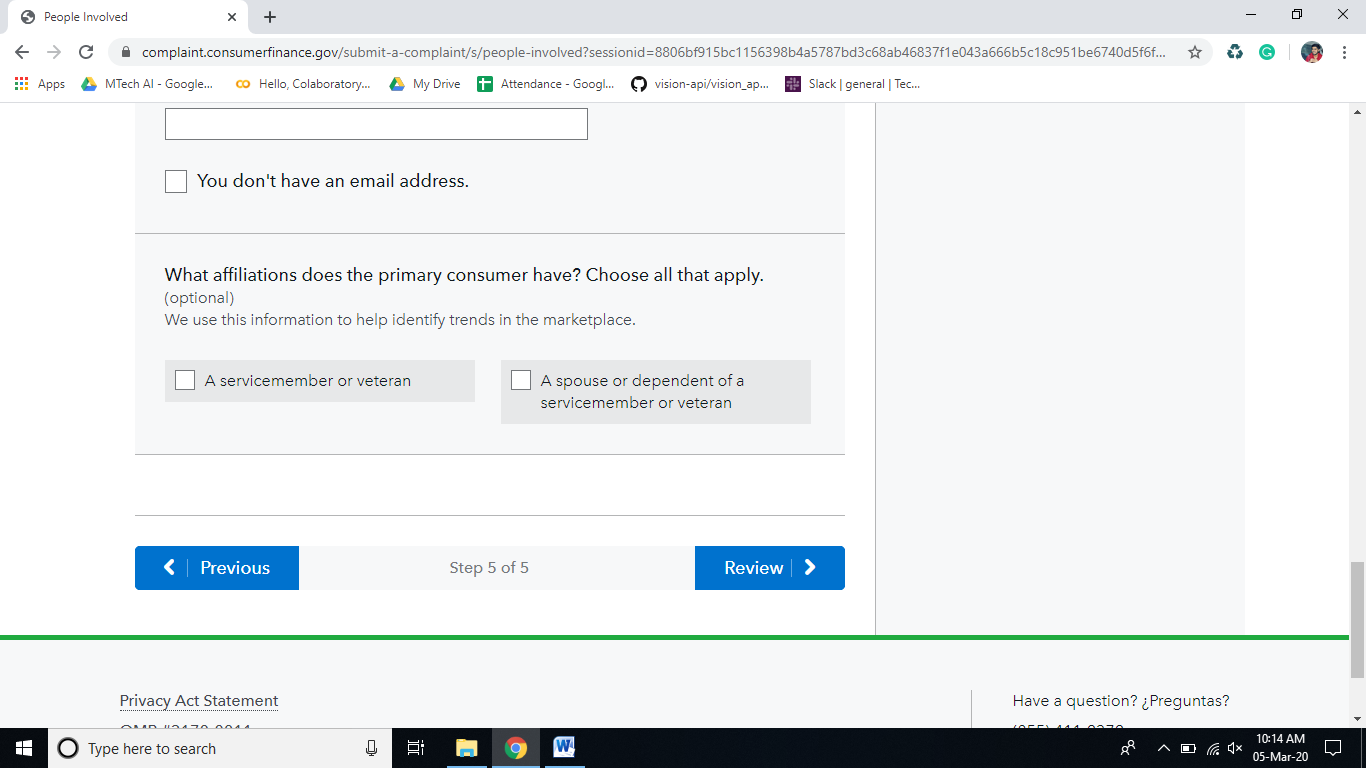 People Involved
complaint.consumerfinance.gov/submit-a-complaint/s/people-involved?sessionid=8806bf915bc1156398b4a5787bd3c68ab46837f1e043a666b5c18c951be6740d5f6f...
Apps MTech AI - Google... Hello, Colaboratory... My Drive Attendance - Googl... vision-api/vision_ap... Slack | general | Tec...
You don't have an email address.
What affiliations does the primary consumer have? Choose all that apply.
(optional)
We use this information to help identify trends in the marketplace.
A servicemember or veteran
A spouse or dependent of a
servicemember or veteran
Previous
Step 5 of 5
Review
Privacy Act Statement
Have a question? ¿Preguntas?
Type here to search
10:14 AM
05-Mar-20